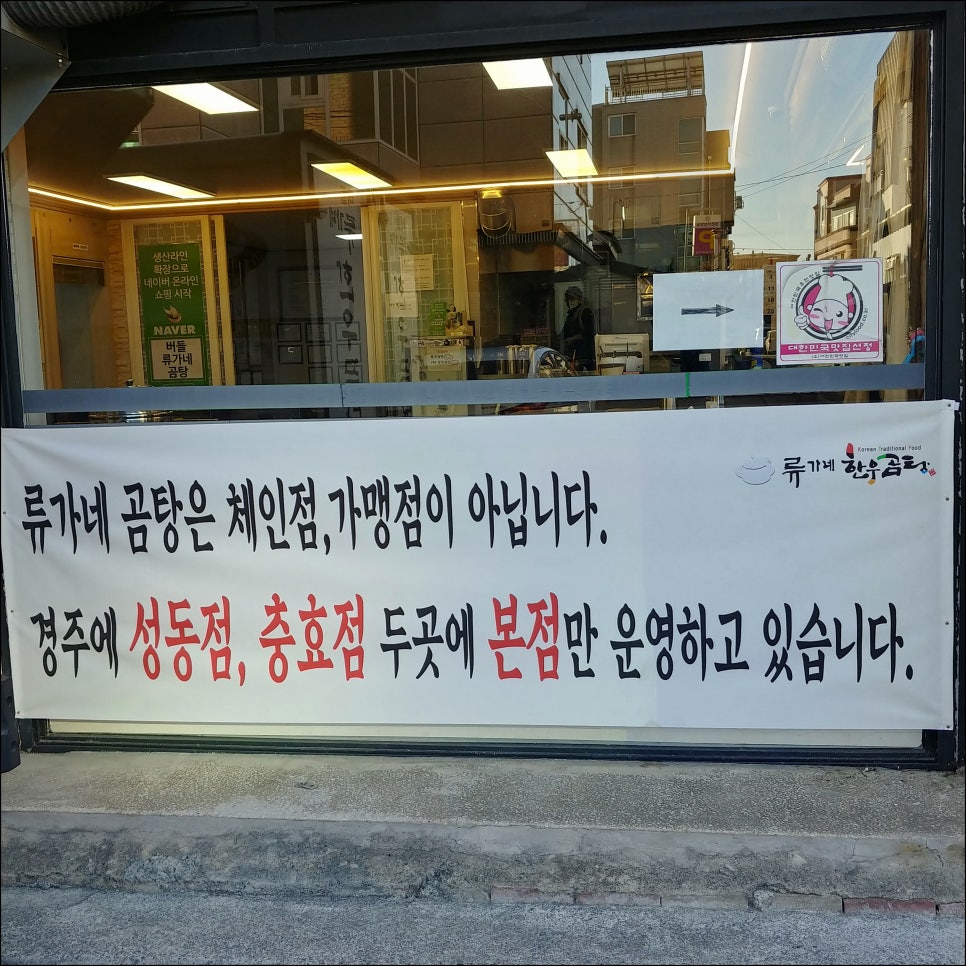 생산라인
확장으로
네이버 온라인
쇼핑 시작
NAVER
버들
류가네
곰탕
대한민국맛집선정
Korean Traditional Food
류가네 한우곰탕
류가네 곰탕은 체인점,가맹점이 아닙니다.
경주에 성동점, 충효점 두곳에 본점만 운영하고 있습니다.